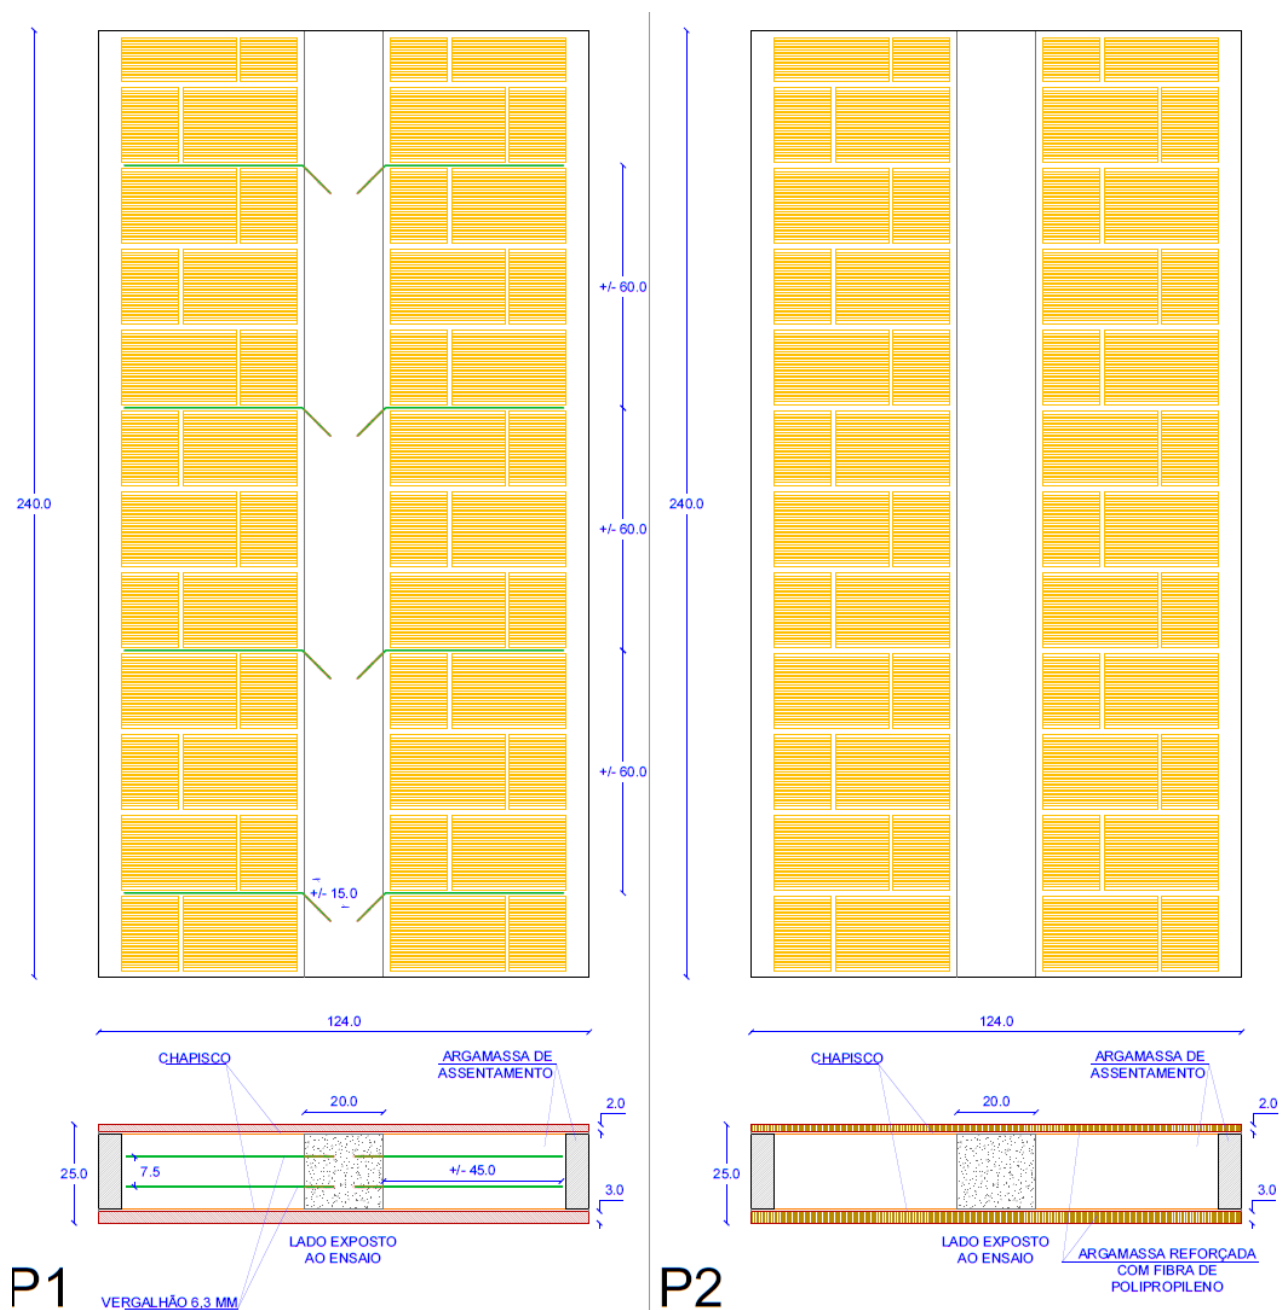 +/- 60.0
240.0
+/- 60.0
+/- 60.0
+/- 15.0
124.0
CHAPISCO
ARGAMASSA DE
ASSENTAMENTO
20.0
2.0
25.0
7.5
+/- 45.0
3.0
LADO EXPOSTO
AO ENSAIO
VERGALHÃO 6,3 MM
P1
240.0
124.0
CHAPISCO
ARGAMASSA DE
ASSENTAMENTO
20.0
2.0
25.0
3.0
LADO EXPOSTO
AO ENSAIO
ARGAMASSA REFORÇADA
COM FIBRA DE
POLIPROPILENO
P2